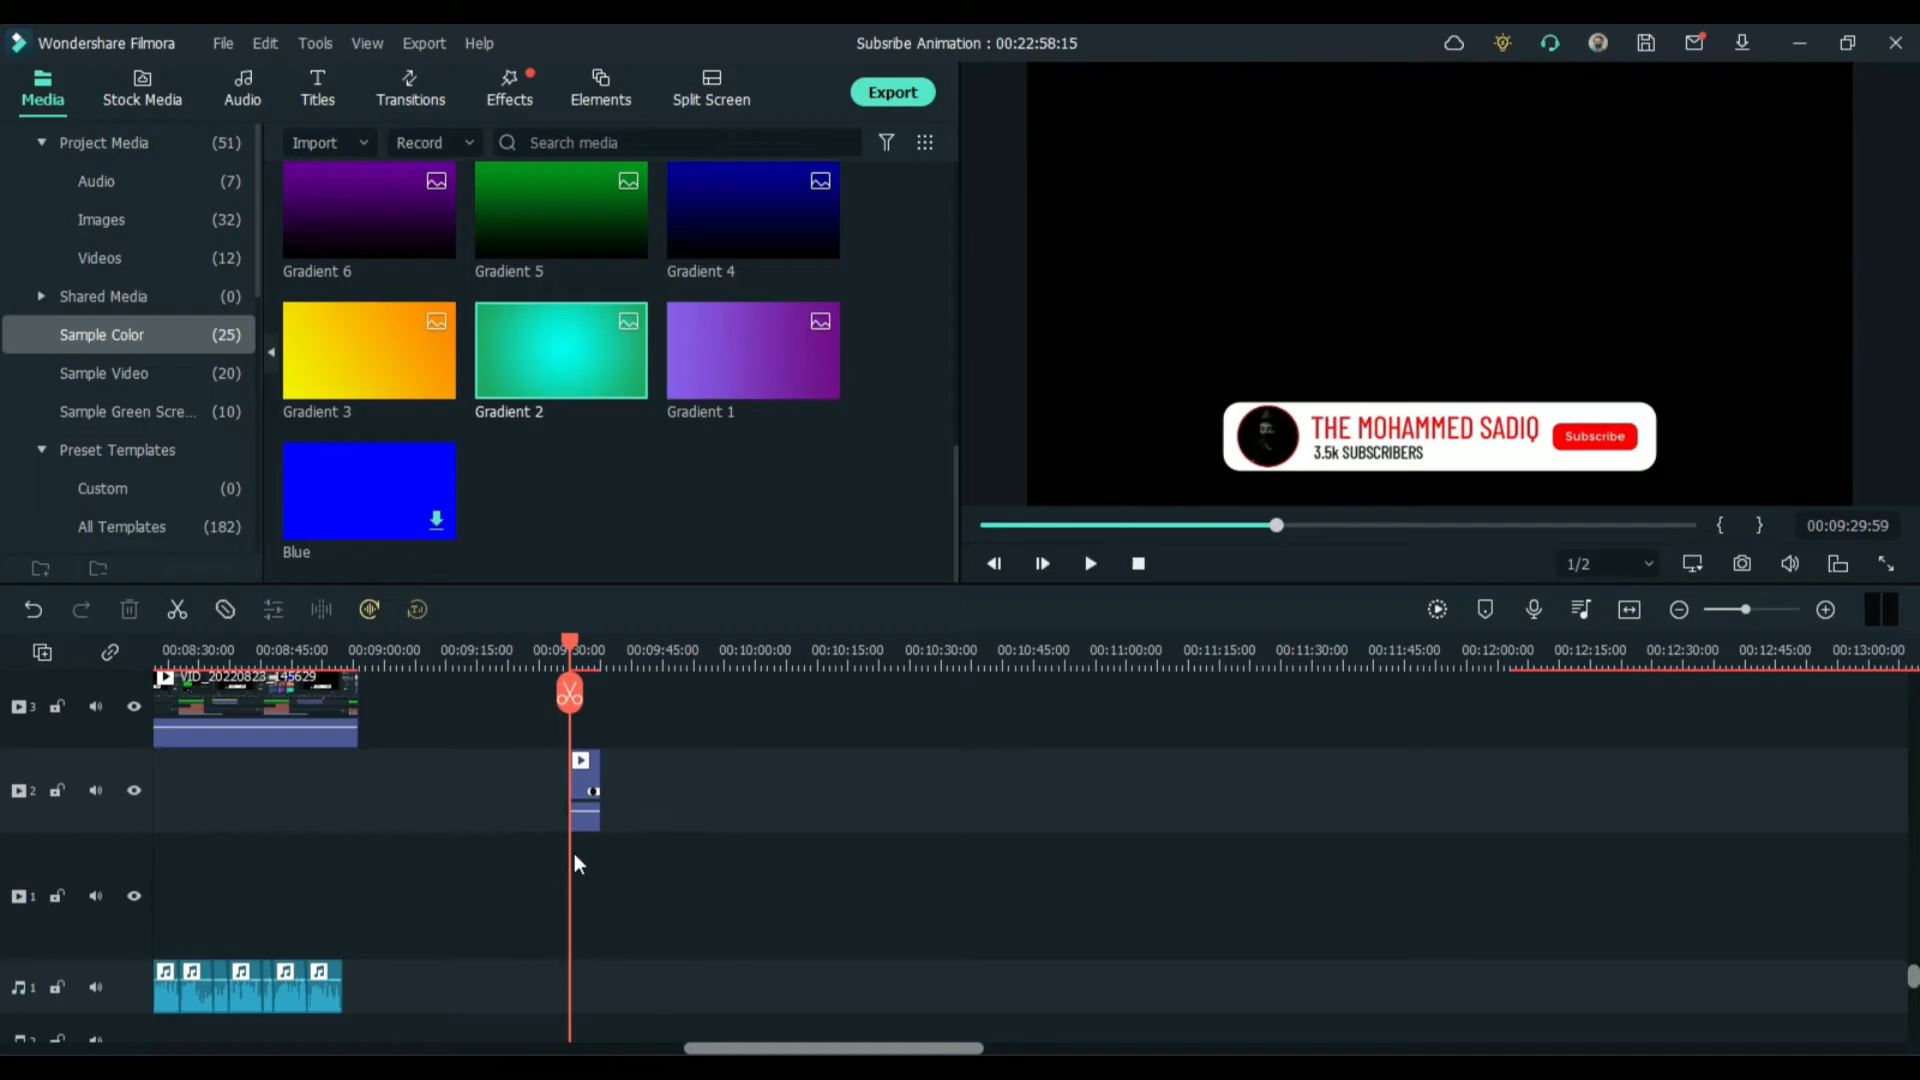 Wondershare Filmora File Edit Tools View Export Help Subsribe Animation : 00:22:58:15
Media Stock Media Audio Titles Transitions Effects Elements Split Screen Export
Project Media (51)
Audio (7)
Images (32)
Videos (12)
Shared Media (0)
Sample Color (25)
Sample Video (20)
Sample Green Scre... (10)
Preset Templates
Custom (0)
All Templates (182)
Import Record Search media
Gradient 6 Gradient 5 Gradient 4
Gradient 3 Gradient 2 Gradient 1
Blue
THE MOHAMMED SADIQ
3.5k SUBSCRIBERS
Subscribe
{ } 00:09:29:59
1/2
00:08:30:00 00:08:45:00 00:09:00:00 00:09:15:00 00:09:30:00 00:09:45:00 00:10:00:00 00:10:15:00 00:10:30:00 00:10:45:00 00:11:00:00 00:11:15:00 00:11:30:00 00:11:45:00 00:12:00:00 00:12:15:00 00:12:30:00 00:12:45:00 00:13:00:00
VID_20220823_145629
3
2
1
1